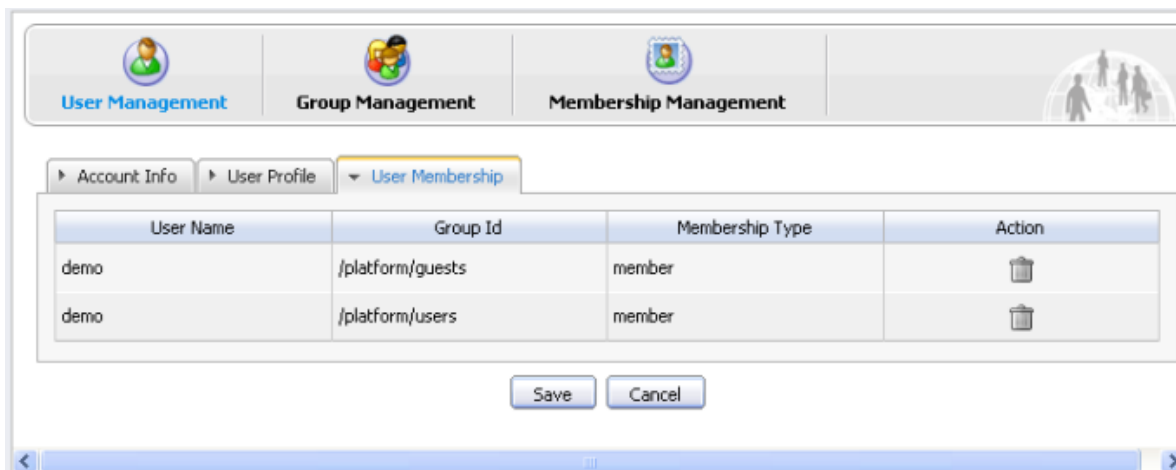 User Management Group Management Membership Management
Account Info User Profile User Membership
User Name Group Id Membership Type Action
demo /platform/guests member
demo /platform/users member
Save Cancel